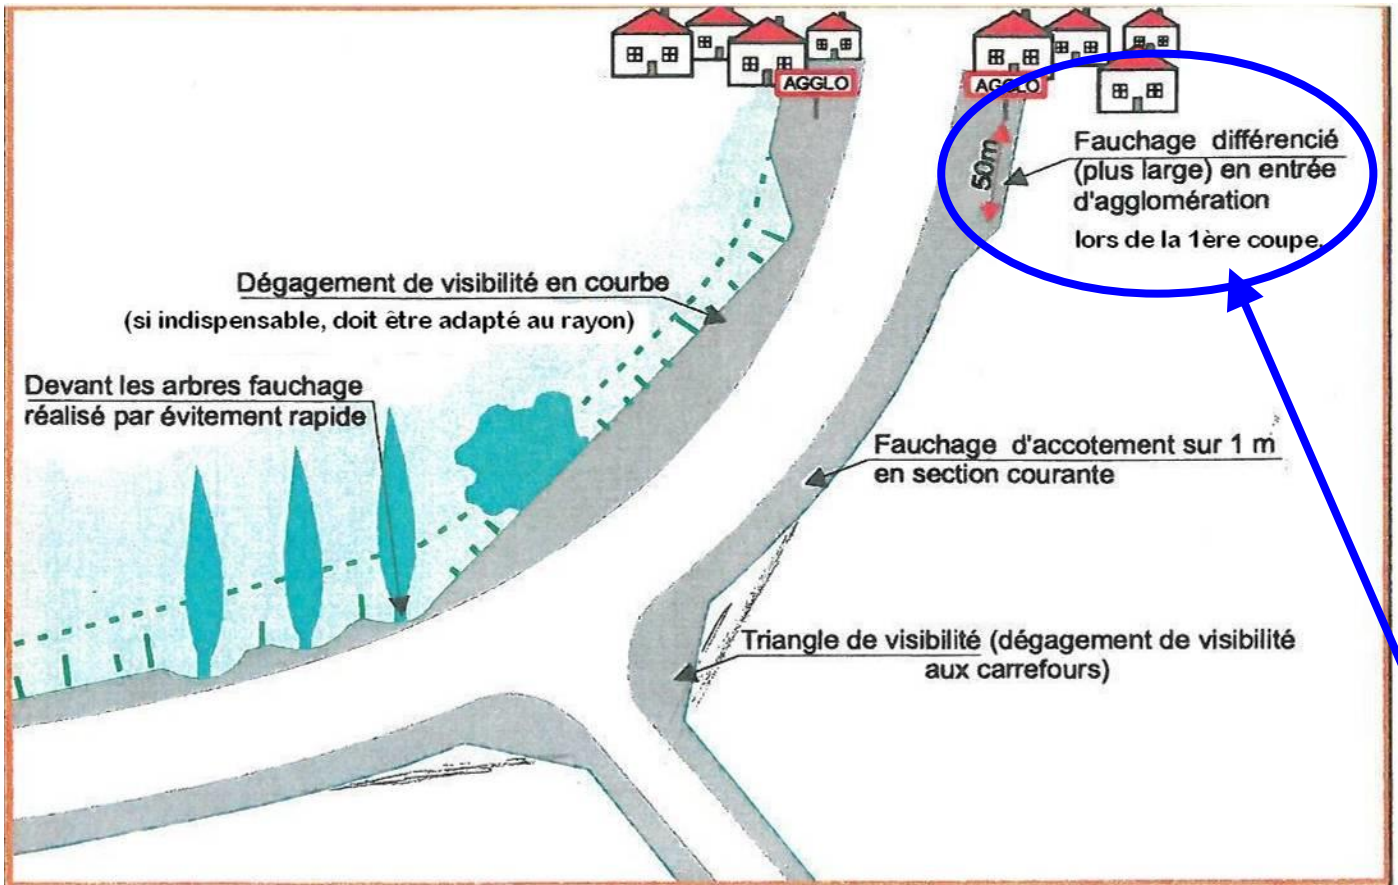 AGGLO
AGGLO
50m
Fauchage différencié
(plus large) en entrée
d'agglomération
lors de la 1ère coupe.
Dégagement de visibilité en courbe
(si indispensable, doit être adapté au rayon)
Devant les arbres fauchage
réalisé par évitement rapide
Fauchage d'accotement sur 1 m
en section courante
Triangle de visibilité (dégagement de visibilité
aux carrefours)